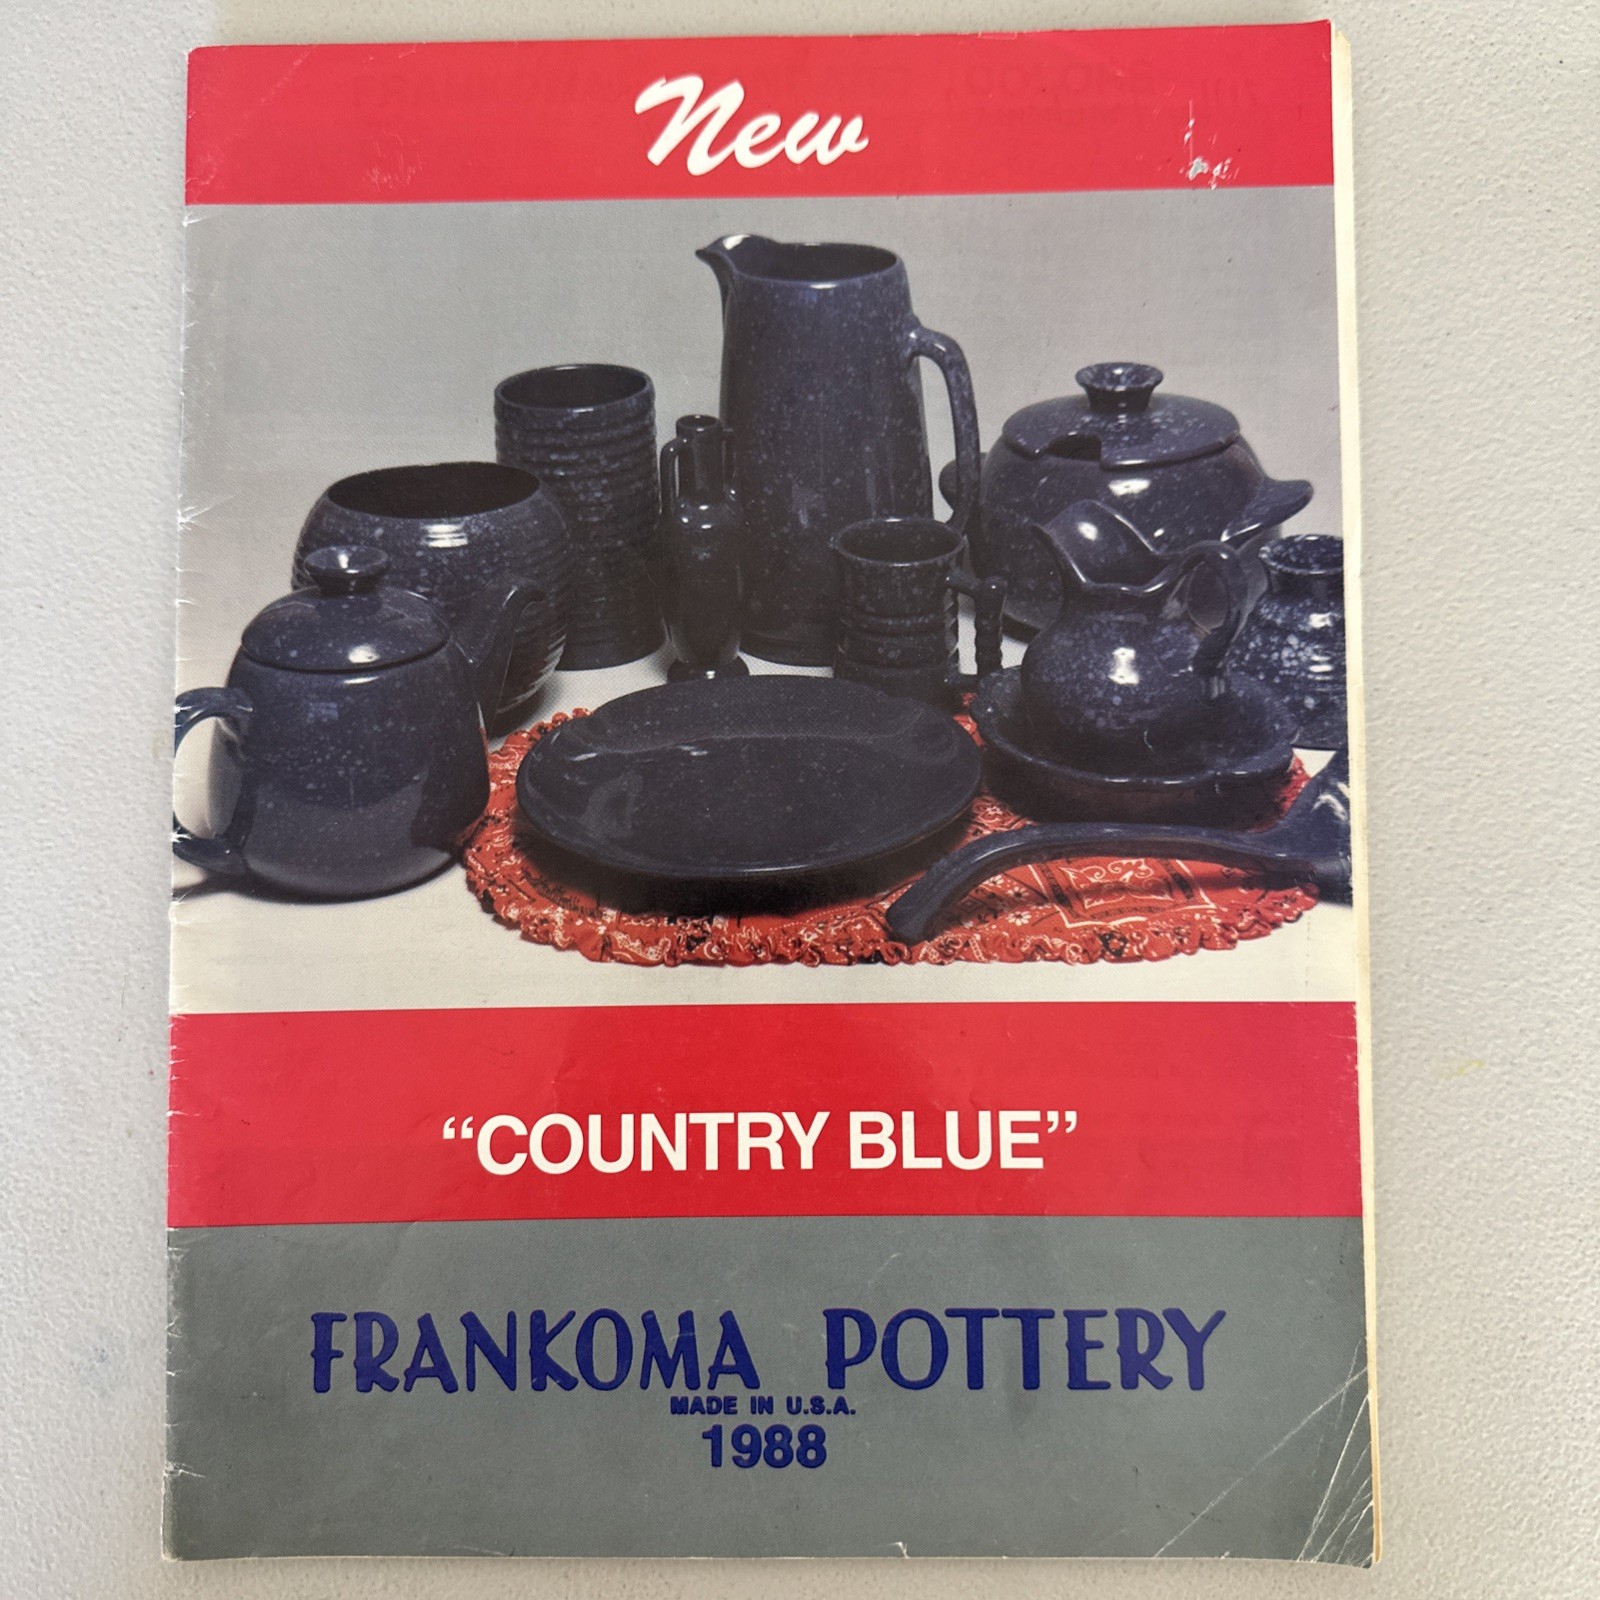 New
“COUNTRY BLUE”
FRANKOMA POTTERY
MADE IN U.S.A.
1988